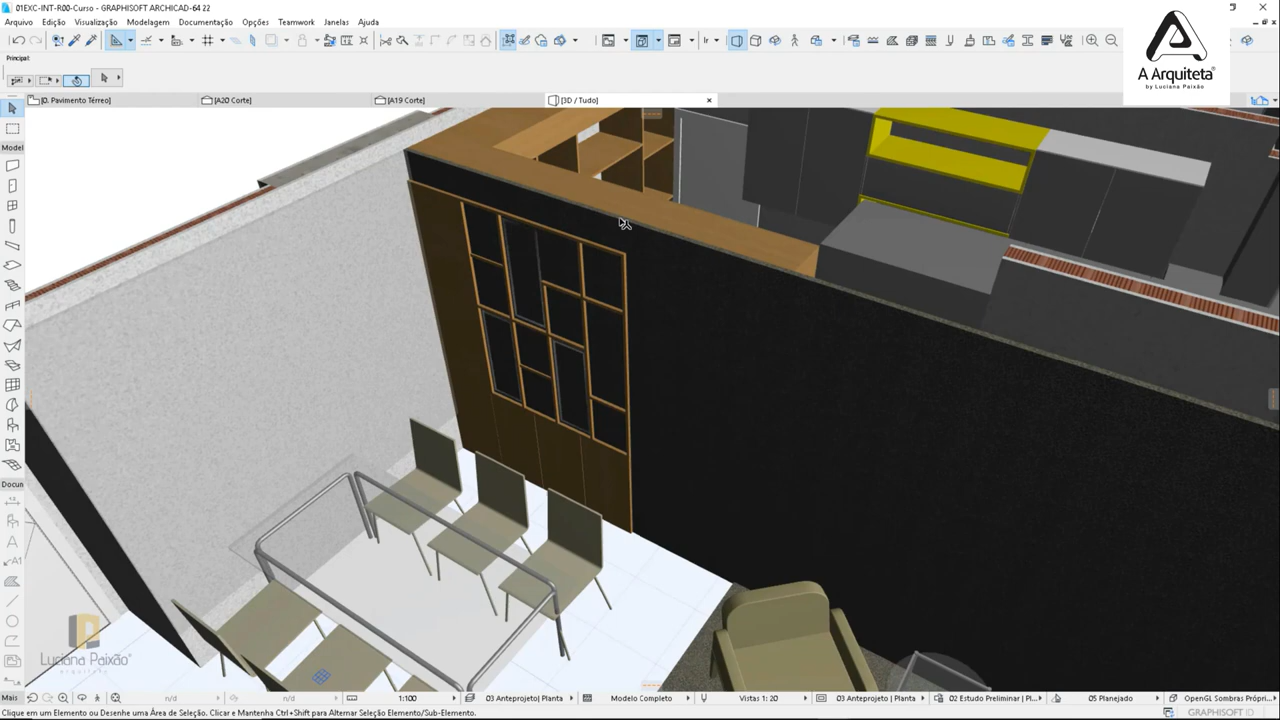 01EXC-INT-R00-Curso - GRAPHISOFT ARCHICAD-64 22
Arquivo Edição Visualização Modelagem Documentação Opções Teamwork Janelas Ajuda
Principal:
[0. Pavimento Térreo] [A20 Corte] [A19 Corte] [3D / Tudo]
A Arquiteta®
by Luciana Paixão
Model
Docun
Luciana Paixão®
arquiteta
Mais n/d n/d 1:100 03 Anteprojeto| Planta Modelo Completo Vistas 1: 20 03 Anteprojeto | Planta 02 Estudo Preliminar | Pl... 05 Planejado OpenGL Sombras Própri...
Clique em um Elemento ou Desenhe uma Área de Seleção. Clicar e Mantenha Ctrl+Shift para Alternar Seleção Elemento/Sub-Elemento.
GRAPHISOFT ID